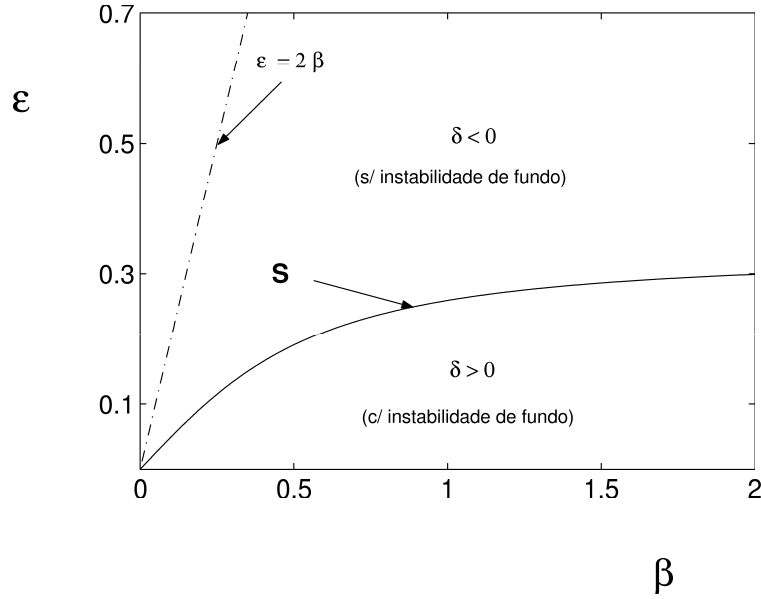 0.7
ε = 2 β
ε
0.5
δ < 0
(s/ instabilidade de fundo)
0.3
S
δ > 0
0.1
(c/ instabilidade de fundo)
0
0.5
1
1.5
2
β